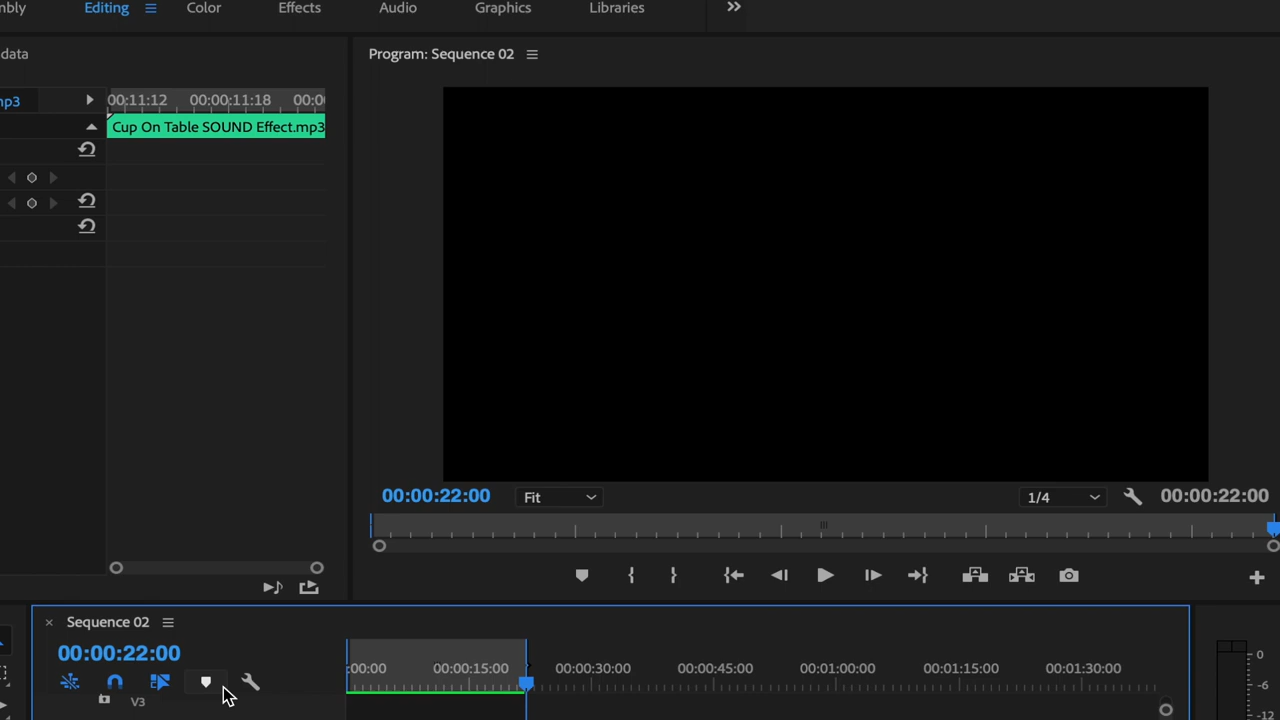 mbly Editing Color Effects Audio Graphics Libraries
data
Program: Sequence 02
mp3
00:11:12 00:00:11:18 00:0
Cup On Table SOUND Effect.mp3
00:00:22:00 Fit 1/4 00:00:22:00
Sequence 02
00:00:22:00
:00:00 00:00:15:00 00:00:30:00 00:00:45:00 00:01:00:00 00:01:15:00 00:01:30:00
V3
0
-6
-12